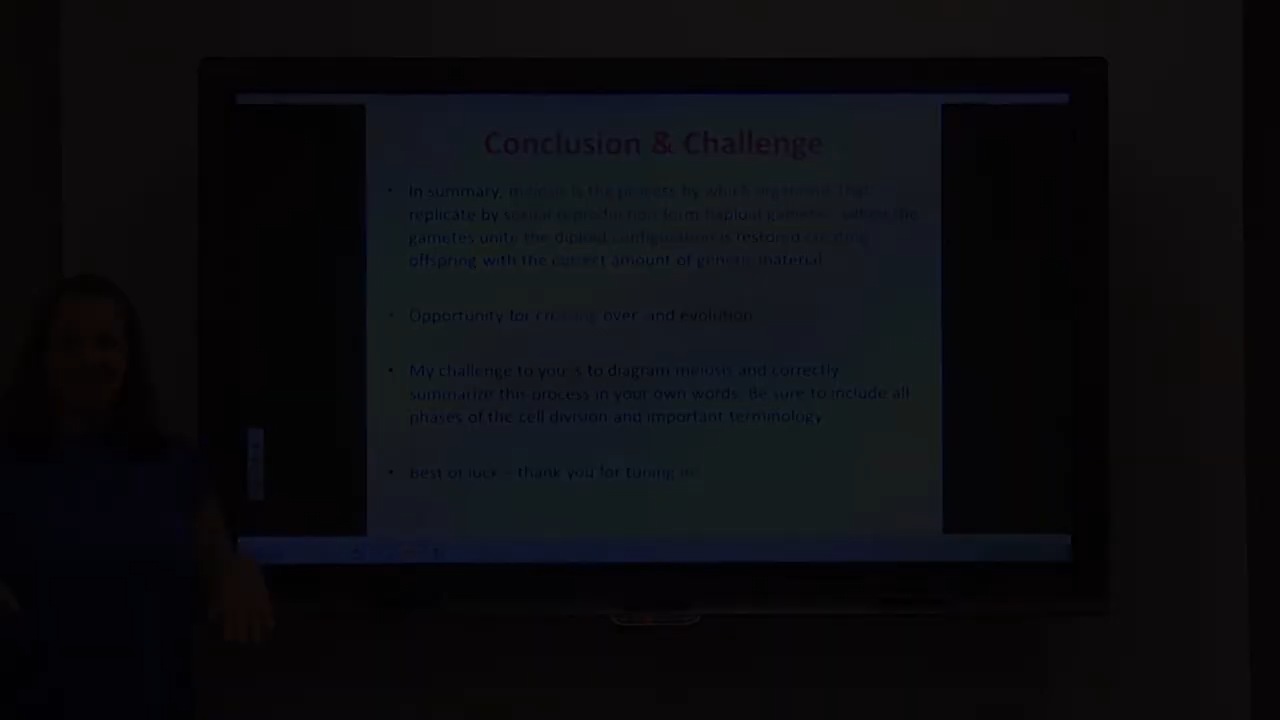 Conclusion & Challenge
• In summary, meiosis is the process by which organisms that
replicate by sexual reproduction form haploid gametes. When the
gametes unite the diploid configuration is restored creating
offspring with the correct amount of genetic material
• Opportunity for crossing over and evolution
• My challenge to you is to diagram meiosis and correctly
summarize this process in your own words. Be sure to include all
phases of the cell division and important terminology
• Best of luck – thank you for tuning in!